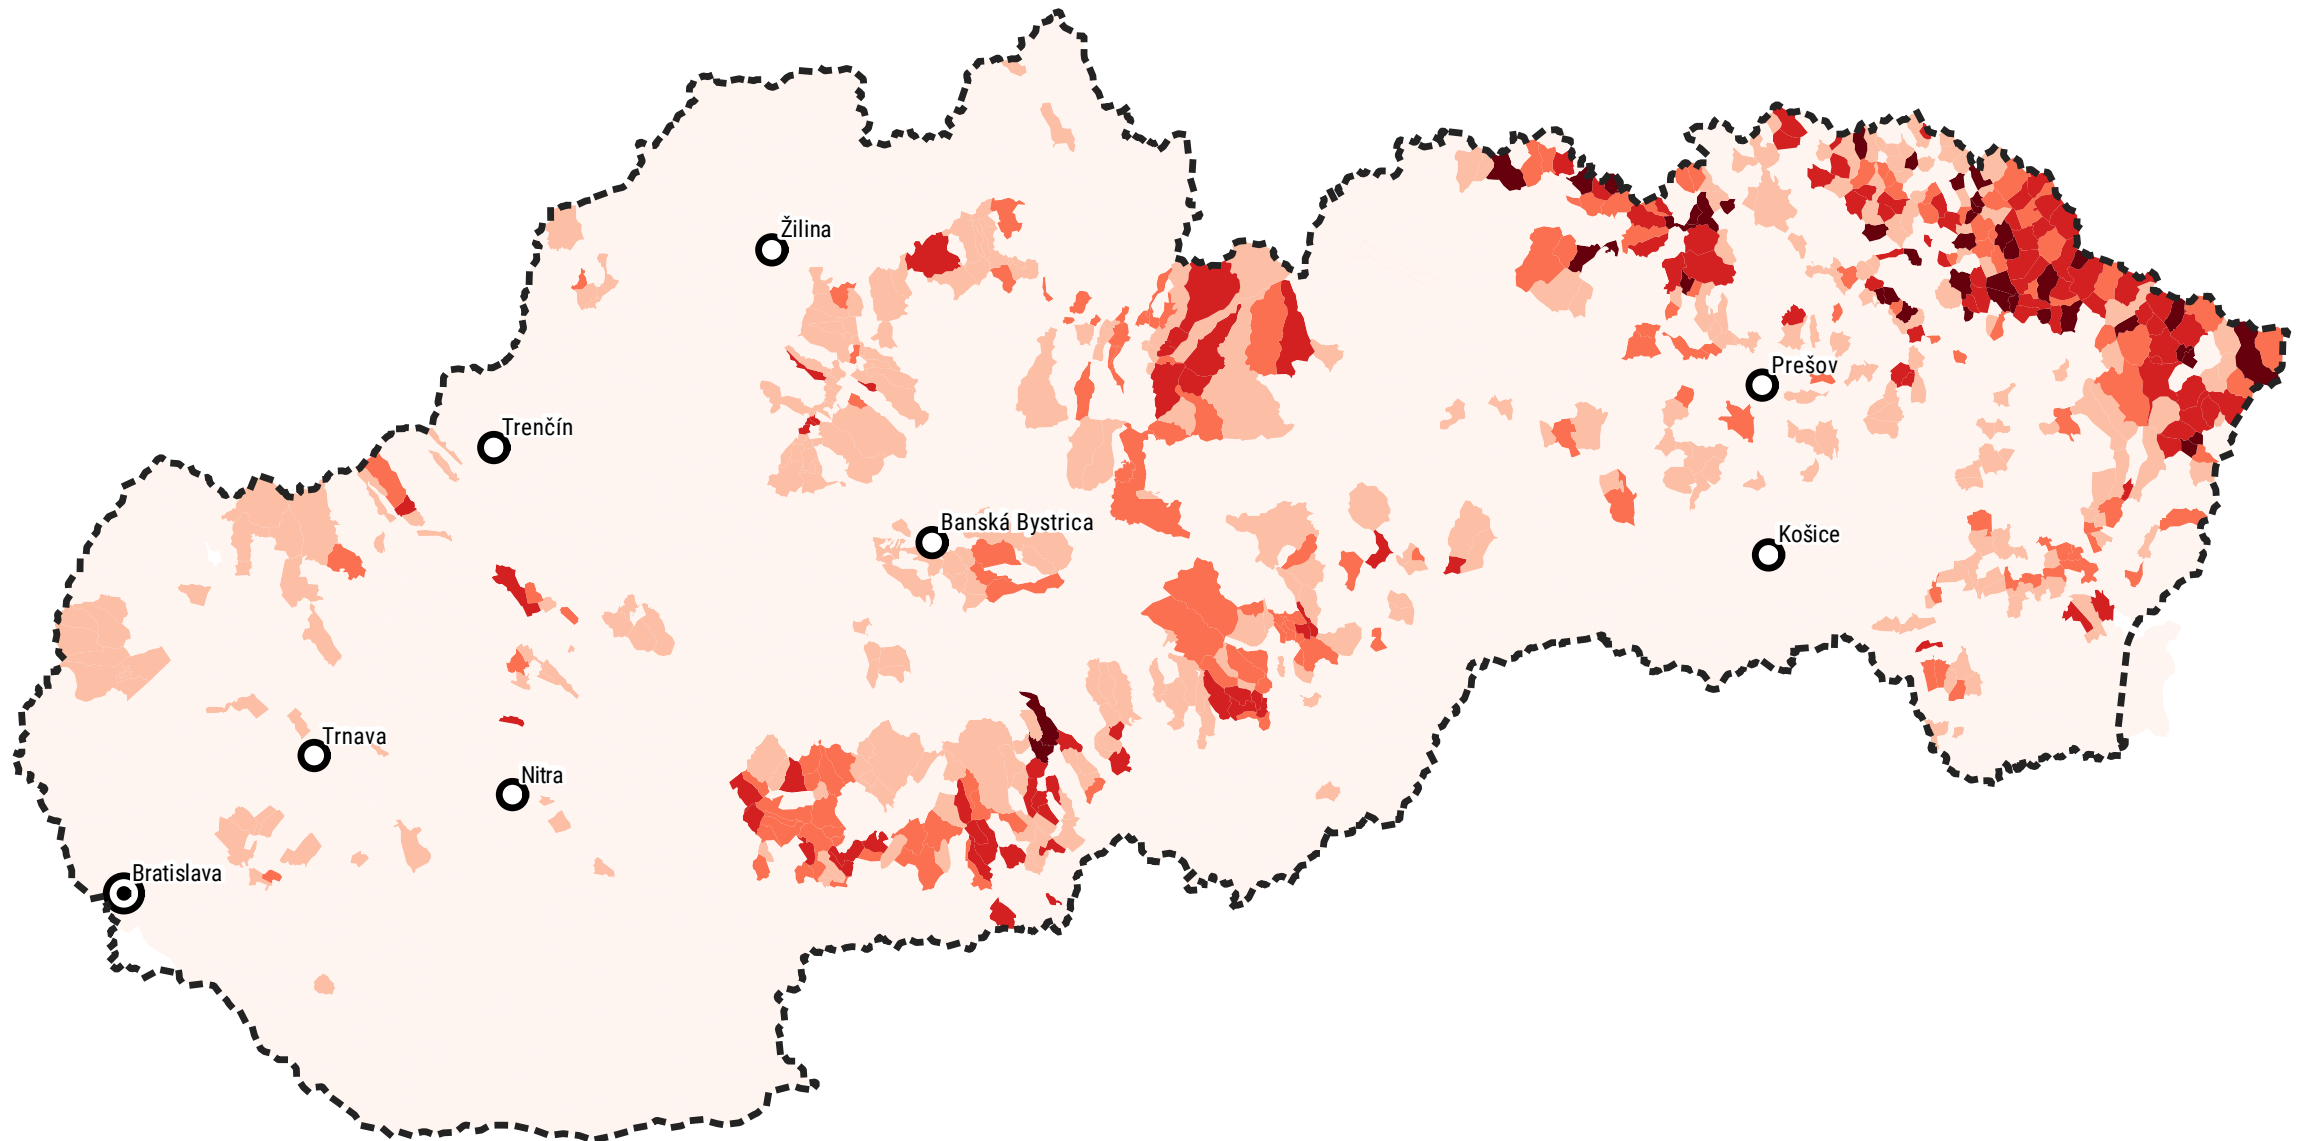 Žilina
Prešov
Trenčín
Banská Bystrica
Košice
Trnava
Nitra
Bratislava